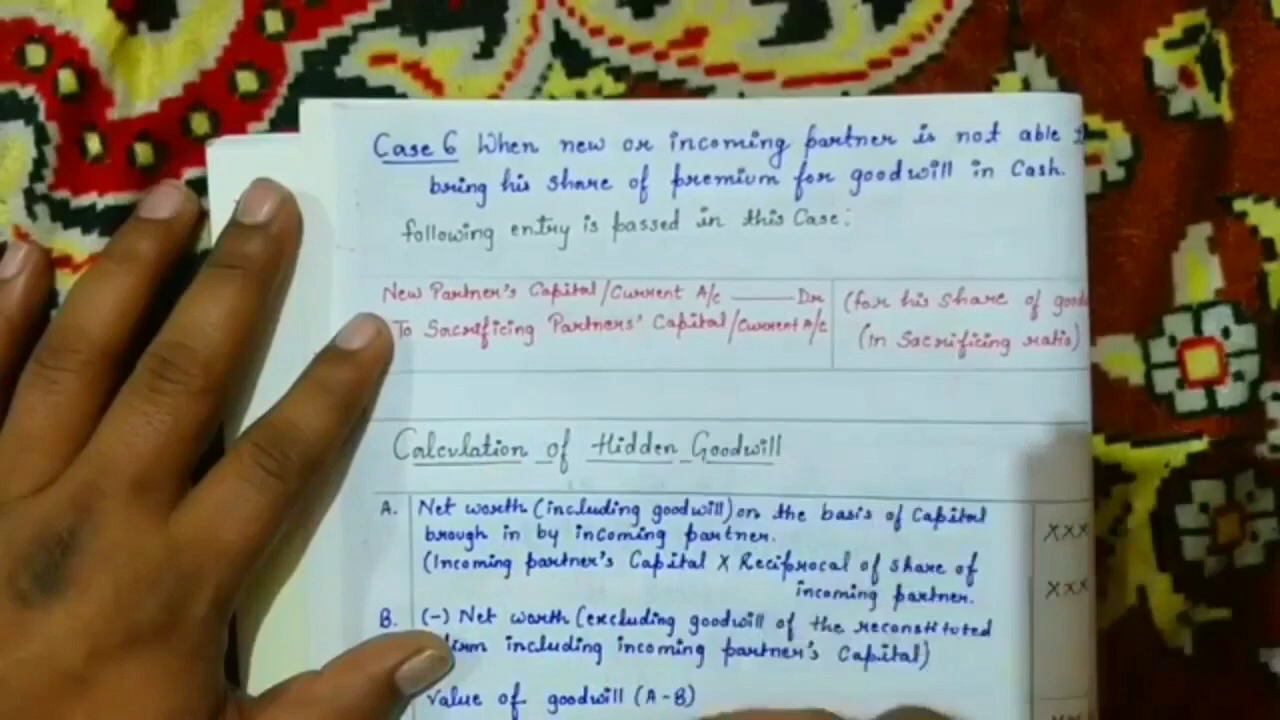 Case 6 When new or incoming partner is not able
bring his share of premium for goodwill in Cash.
following entry is passed in this Case:
New Partner's Capital/Current A/c —— Dr
To Sacrificing Partners' Capital/Current A/c
(for his share of
(In Sacrificing ratio)
Calculation of Hidden Goodwill
A. Net worth (including goodwill) on the basis of Capital
brough in by incoming partner.
xxx
(Incoming partner's Capital X Reciprocal of share of
incoming partner.
xxx
B. (-) Net worth (excluding goodwill of the reconstituted
including incoming partner's Capital)
Value of goodwill (A-B)